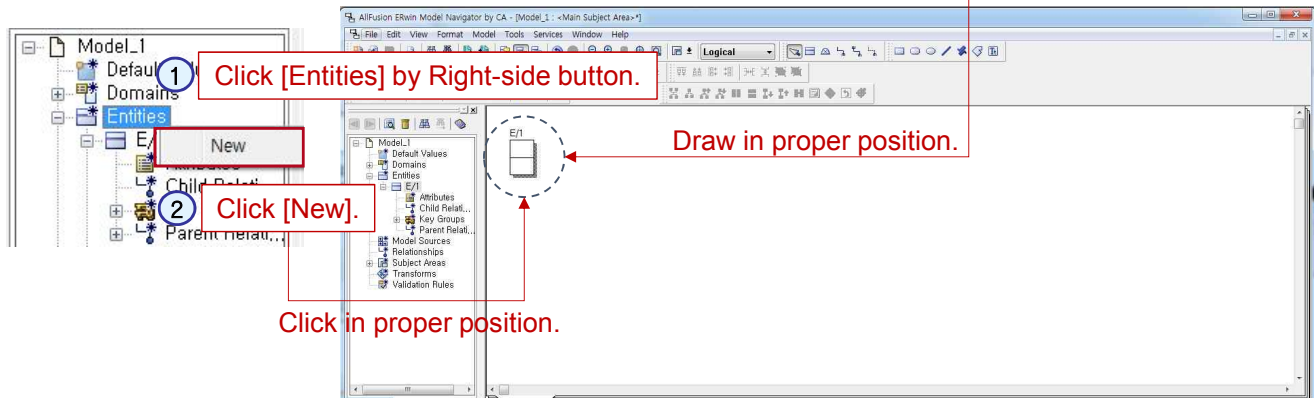 AllFusion ERwin Model Navigator by CA - [Model_1 : <Main Subject Area>*]
File Edit View Format Model Tools Services Window Help
Logical
Model_1
Defaul
1
Click [Entities] by Right-side button.
Domains
Entities
E/
New
Attributes
Child Relati...
2
Click [New].
Parent Relati...
Model_1
Default Values
Domains
Entities
E/1
Attributes
Child Relati...
Key Groups
Parent Relati...
Model Sources
Relationships
Subject Areas
Transforms
Validation Rules
E/1
Draw in proper position.
Click in proper position.